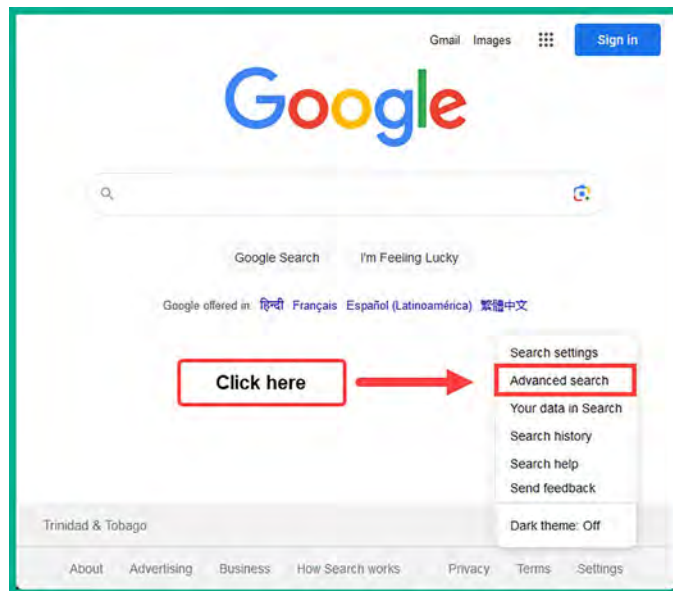 Gmail Images Sign in
Google
Google Search I'm Feeling Lucky
Google offered in: हिन्दी Français Español (Latinoamérica) 繁體中文
Search settings
Click here Advanced search
Your data in Search
Search history
Search help
Send feedback
Trinidad & Tobago Dark theme: Off
About Advertising Business How Search works Privacy Terms Settings